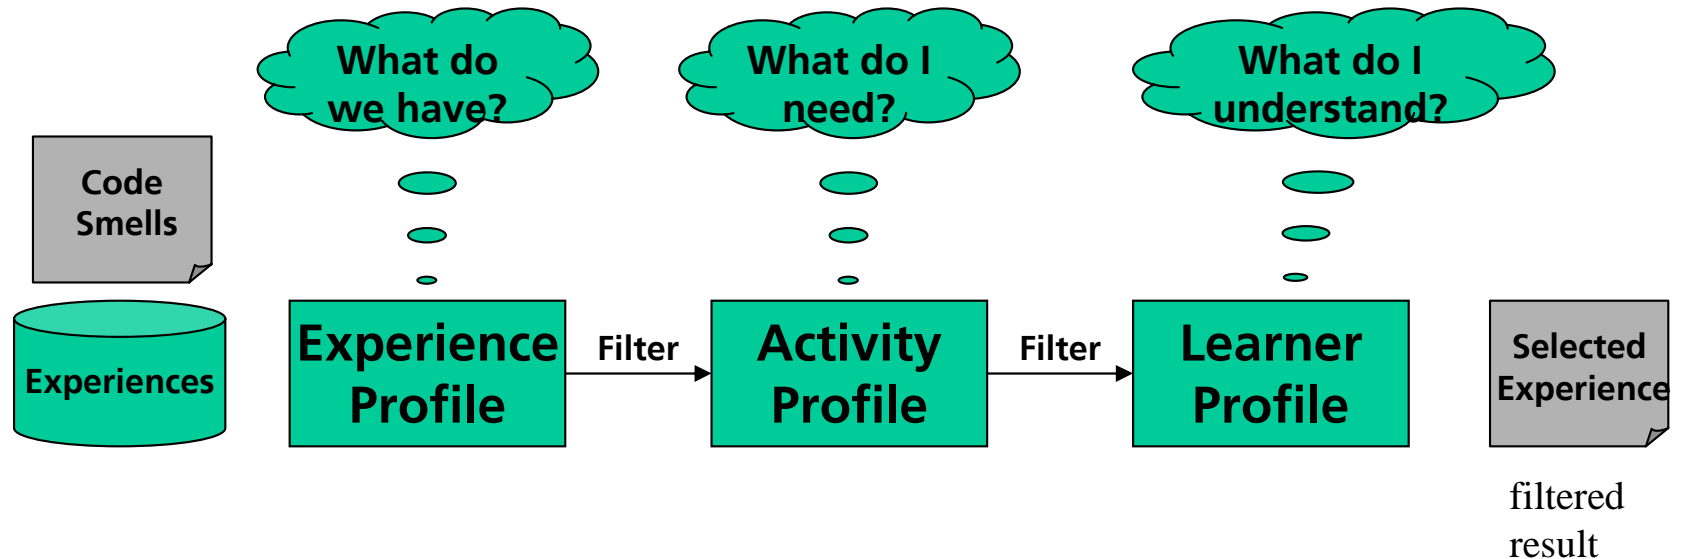 What do
we have?
What do I
need?
What do I
understand?
Code
Smells
Experiences
Experience
Profile
Filter
Activity
Profile
Filter
Learner
Profile
Selected
Experience
filtered
result